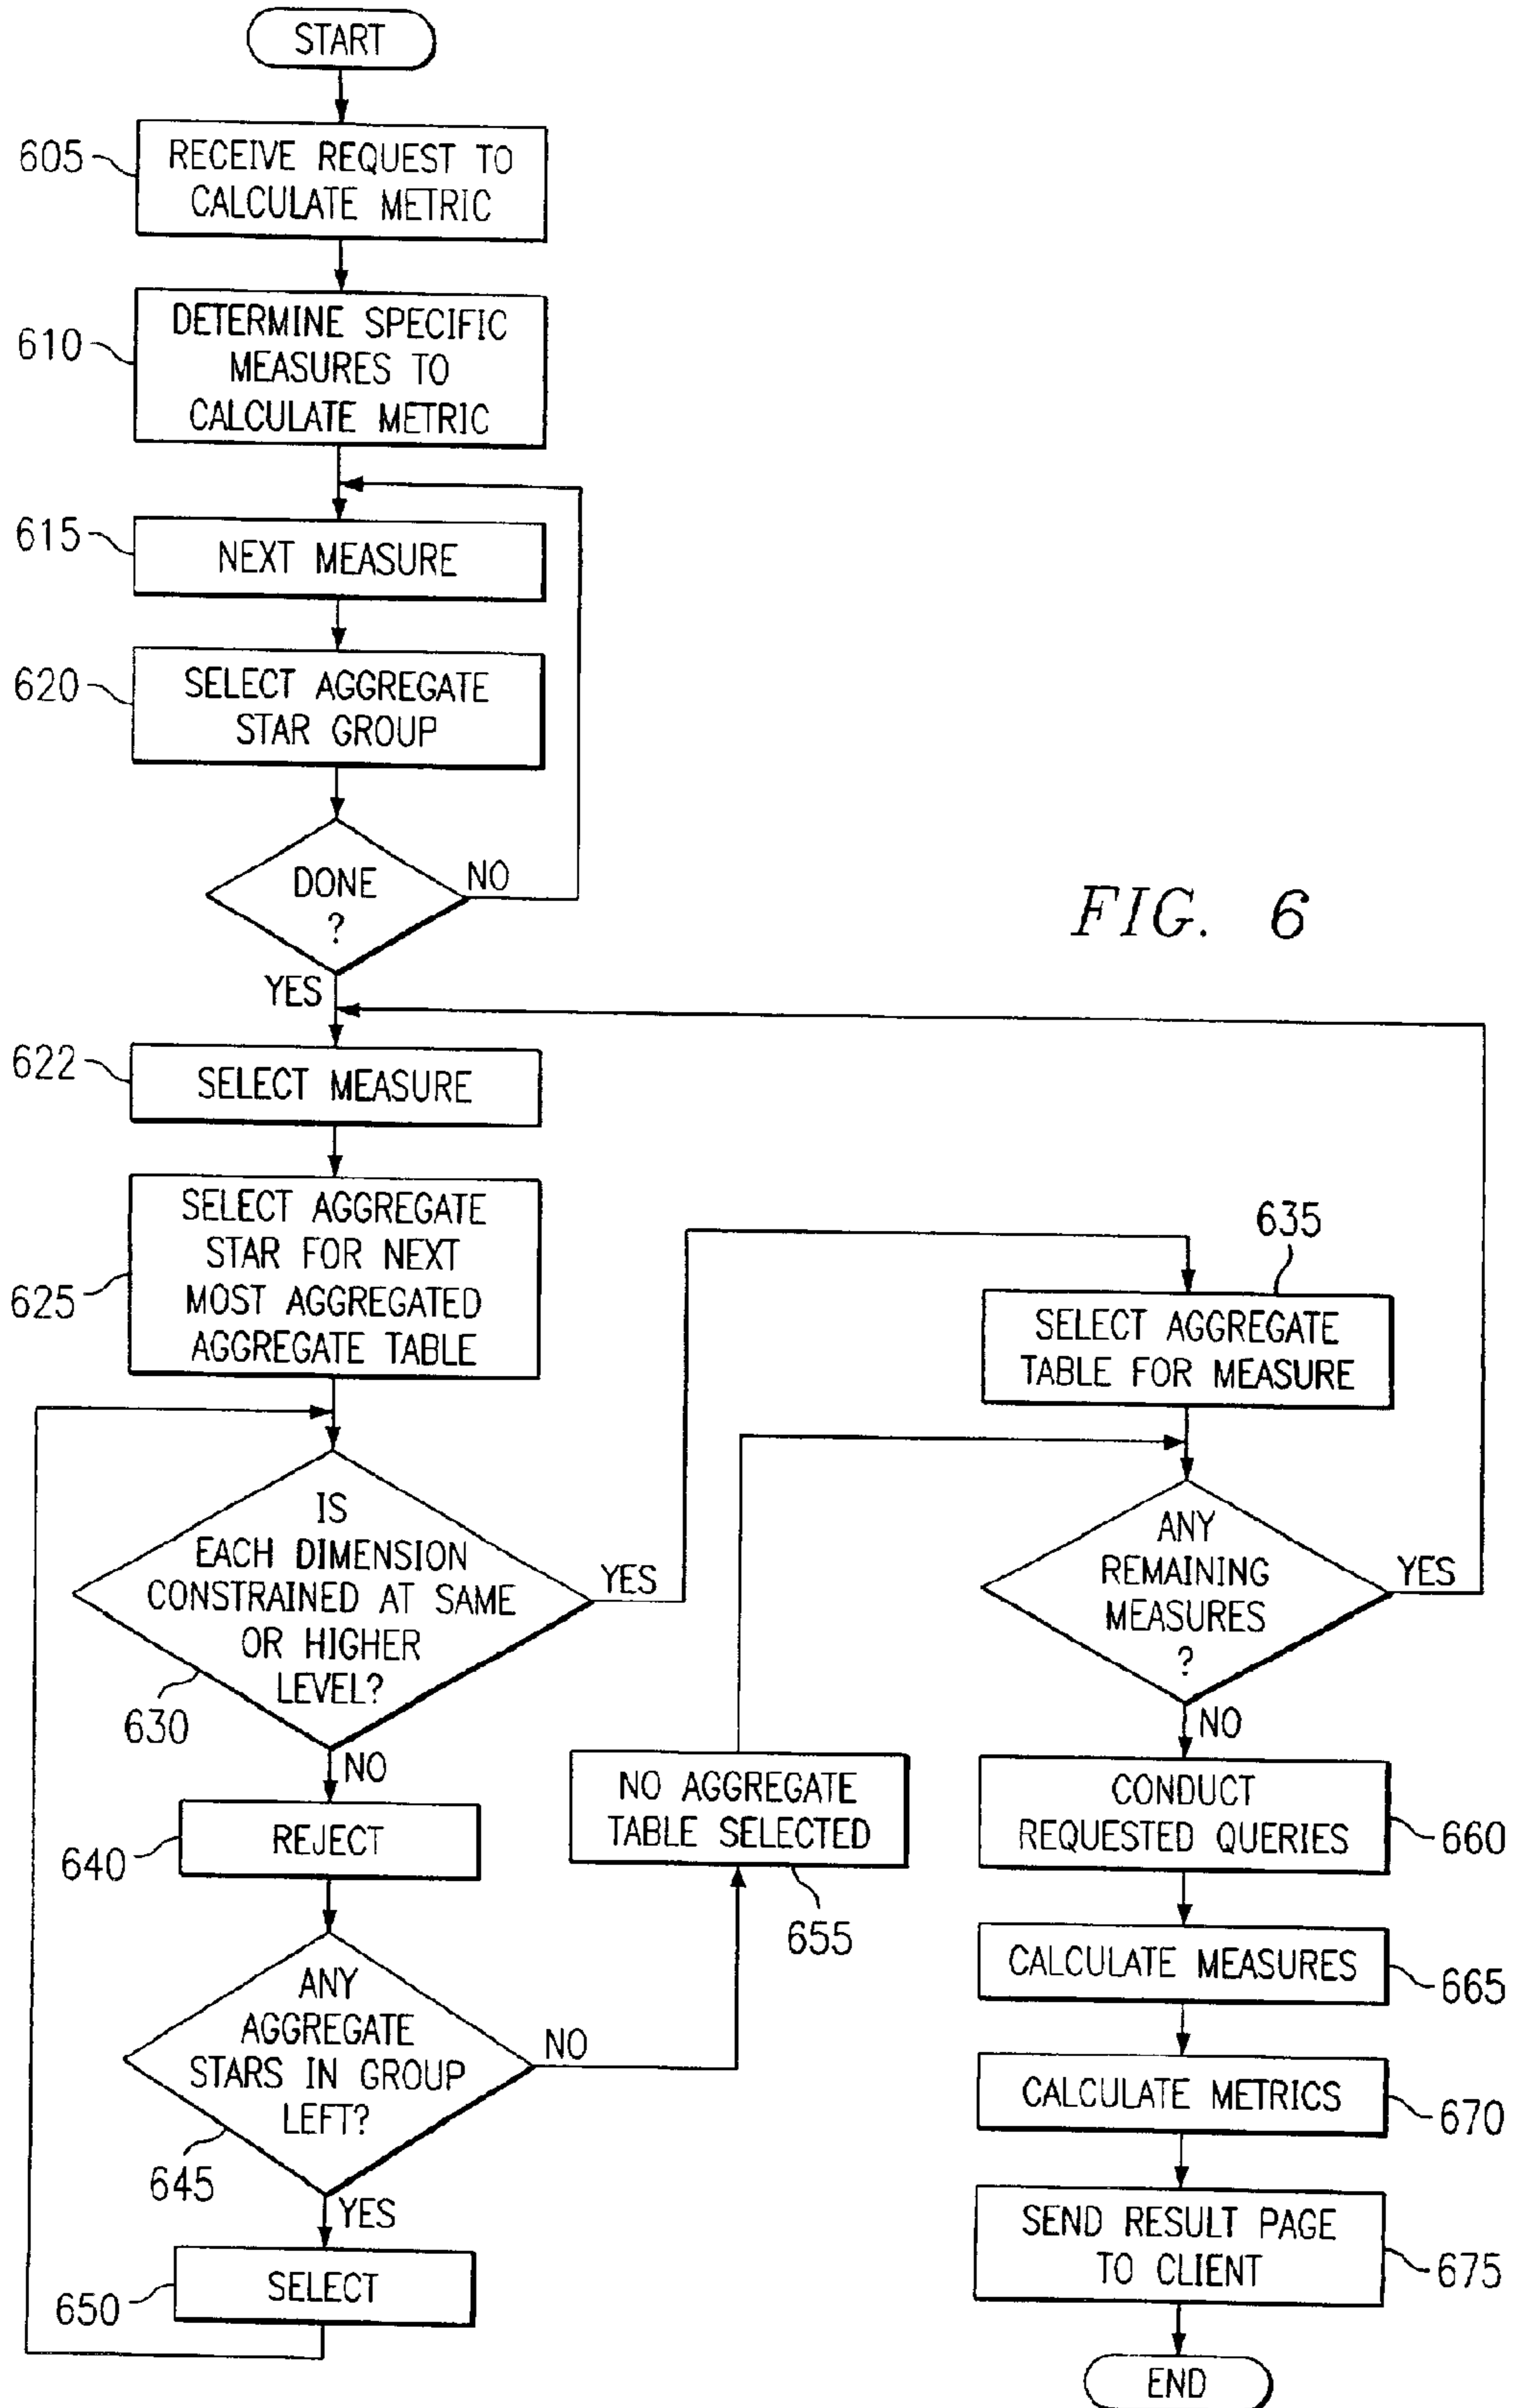 START
605
RECEIVE REQUEST TO
CALCULATE METRIC
610
DETERMINE SPECIFIC
MEASURES TO
CALCULATE METRIC
615
NEXT MEASURE
620
SELECT AGGREGATE
STAR GROUP
DONE
?
NO
YES
FIG. 6
622
SELECT MEASURE
625
SELECT AGGREGATE
STAR FOR NEXT
MOST AGGREGATED
AGGREGATE TABLE
IS
EACH DIMENSION
CONSTRAINED AT SAME
OR HIGHER
LEVEL?
630
YES
NO
640
REJECT
ANY
AGGREGATE
STARS IN GROUP
LEFT?
645
NO
YES
650
SELECT
NO AGGREGATE
TABLE SELECTED
655
635
SELECT AGGREGATE
TABLE FOR MEASURE
ANY
REMAINING
MEASURES
?
YES
NO
CONDUCT
REQUESTED QUERIES
660
CALCULATE MEASURES
665
CALCULATE METRICS
670
SEND RESULT PAGE
TO CLIENT
675
END